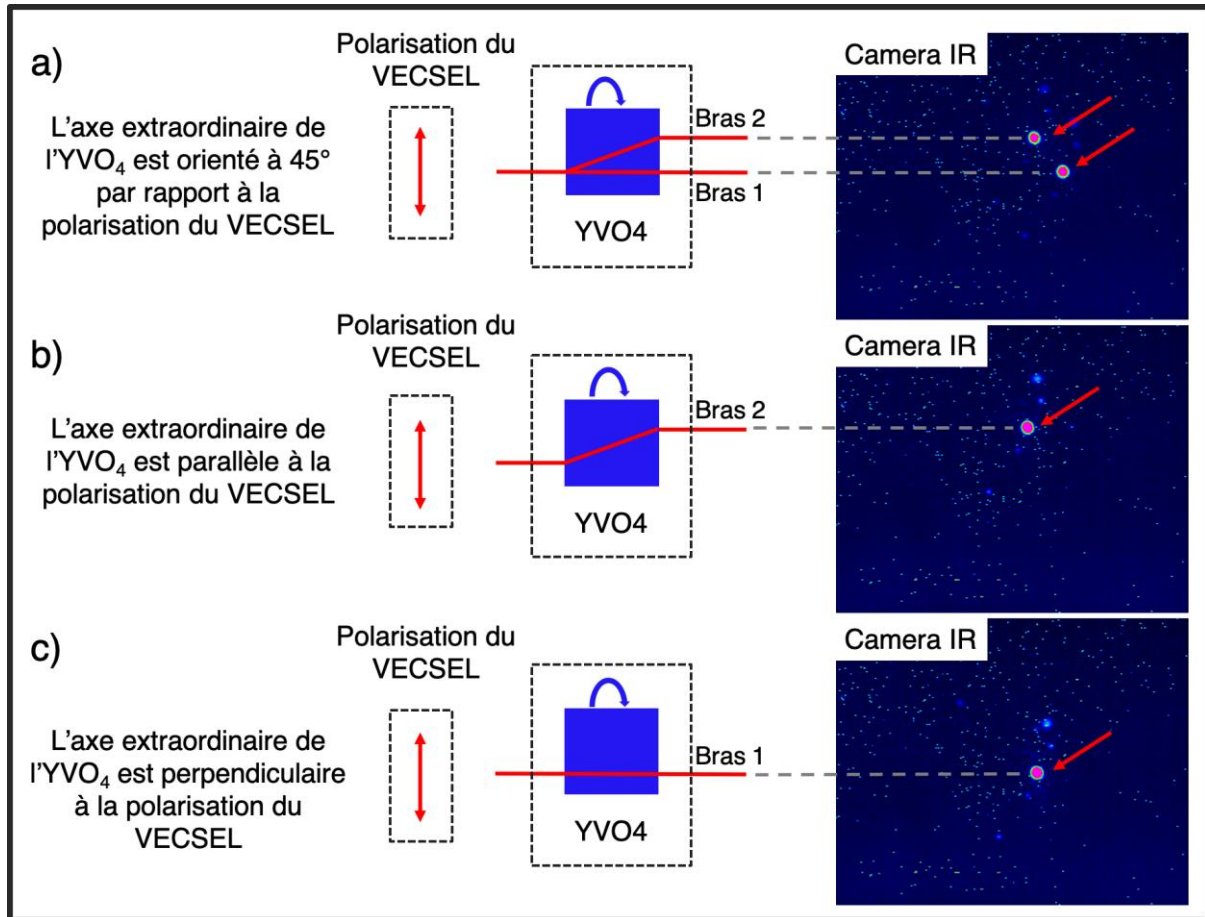 a)
L'axe extraordinaire de
l'YVO₄ est orienté à 45°
par rapport à la
polarisation du VECSEL
Polarisation du
VECSEL
YVO4
Bras 2
Bras 1
Camera IR
b)
L'axe extraordinaire de
l'YVO₄ est parallèle à la
polarisation du VECSEL
Polarisation du
VECSEL
YVO4
Bras 2
Camera IR
c)
L'axe extraordinaire de
l'YVO₄ est perpendiculaire
à la polarisation du
VECSEL
Polarisation du
VECSEL
YVO4
Bras 1
Camera IR